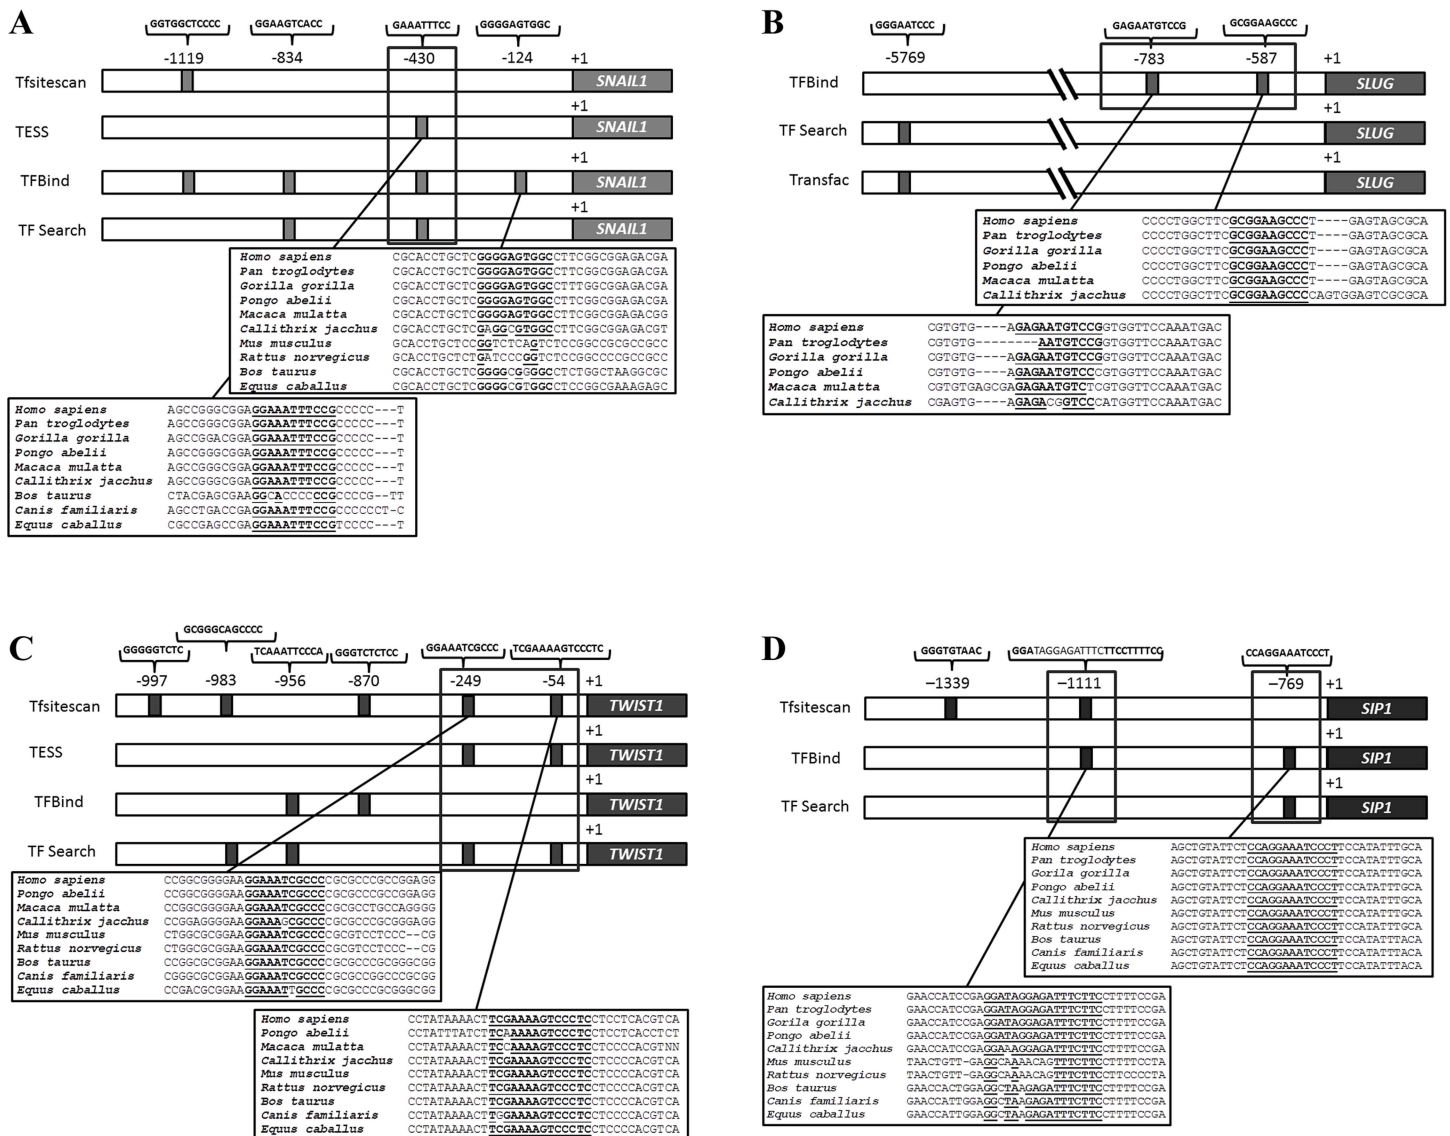 A
GGTGGCTCCCC GGAAGTCACC GAAATTTCC GGGGAGTGGC
-1119 -834 -430 -124 +1
Tfsitescan SNAIL1
+1
TESS SNAIL1
+1
TFBind SNAIL1
+1
TF Search SNAIL1
Homo sapiens CGCACCTGCTCGGGGAGTGGCCTTCGGCGGAGACGA
Pan troglodytes CGCACCTGCTCGGGGAGTGGCCTTCGGCGGAGACGA
Gorilla gorilla CGCACCTGCTCGGGGAGTGGCCTTTGGCGGAGACGA
Pongo abelii CGCACCTGCTCGGGGAGTGGCCTTCGGCGGAGACGA
Macaca mulatta CGCACCTGCTCGGGGAGTGGCCTTCGGCGGAGACGG
Callithrix jacchus CGCACCTGCTCGAGGCGTGGCCTTCGGCGGAGACGT
Mus musculus GCACCTGCTCCGGTCTCAGTCTCCGGCCGCGCCGCC
Rattus norvegicus GCACCTGCTCTGATCCCGGTCTCCGGCCCCGCCGCC
Bos taurus CGCACCTGCTCGGGGCGGGGCCTCTGGCTAAGGCGC
Equus caballus CGCACCTGCTCGGGGCGTGGCCTCCGGCGAAAGAGC
Homo sapiens AGCCGGGCGGAGGAAATTTCCGCCCCC---T
Pan troglodytes AGCCGGGCGGAGGAAATTTCCGCCCCC---T
Gorilla gorilla AGCCGGACGGAGGAAATTTCCGCCCCC---T
Pongo abelii AGCCGGGCGGAGGAAATTTCCGCCCCC---T
Macaca mulatta AGCCGGGCGGAGGAAATTTCCGCCCCC---T
Callithrix jacchus AGCCGGGCGGAGGAAATTTCCGCCCCC---T
Bos taurus CTACGAGCGAAGGCACCCCCCGCCCCG--TT
Canis familiaris AGCCTGACCGAGGAAATTTCCGCCCCCCT-C
Equus caballus CGCCGAGCCGAGGAAATTTCCGTCCCC---T
B
GGGAATCCC GAGAATGTCCG GCGGAAGCCC
-5769 -783 -587 +1
TFBind SLUG
+1
TF Search SLUG
+1
Transfac SLUG
Homo sapiens CCCCTGGCTTCGCGGAAGCCCT----GAGTAGCGCA
Pan troglodytes CCCCTGGCTTCGCGGAAGCCCT----GAGTAGCGCA
Gorilla gorilla CCCCTGGCTTCGCGGAAGCCCT----GAGTAGCGCA
Pongo abelii CCCCTGGCTTCGCGGAAGCCCT----GAGTAGCGCA
Macaca mulatta CCCCTGGCTTCGCGGAAGCCCT----GAGTAGCGCA
Callithrix jacchus CCCCTGGCTTCGCGGAAGCCCCAGTGGAGTCGCGCA
Homo sapiens CGTGTG----AGAGAATGTCCGGTGGTTCCAAATGAC
Pan troglodytes AATGTCCGGTGGTTCCAAATGAC
Gorilla gorilla CGTGTG----AGAGAATGTCCGGTGGTTCCAAATGAC
Pongo abelii CGTGTG----AGAGAATGTCCCGTGGTTCCAAATGAC
Macaca mulatta CGTGTGAGCGAGAGAATGTCTCGTGGTTCCAAATGAC
Callithrix jacchus CGAGTG----AGAGACGGTCCCATGGTTCCAAATGAC
C
GCGGGCAGCCCC
GGGGGTCTC TCAAATTCCCA GGGTCTCTCC GGAAATCGCCC TCGAAAAGTCCCTC
-997 -983 -956 -870 -249 -54 +1
Tfsitescan TWIST1
+1
TESS TWIST1
+1
TFBind TWIST1
+1
TF Search TWIST1
Homo sapiens CCGGCGGGGAAGGAAATCGCCCCGCGCCCGCCGGAGG
Pongo abelii CCGGCGGGGAAGGAAATCGCCCCGCGCCCGCCGGAGG
Macaca mulatta CCGGCGGGGAAGGAAATCGCCCCGCGCCTGCCAGGGG
Callithrix jacchus CCGGAGGGGAAGGAAAGCGCCCCGCGCCCGCGGAGG
Mus musculus CTGGCGCGGAAGGAAATCGCCCCGCGTCCTCCC---CG
Rattus norvegicus CTGGCGCGGAAGGAAATCGCCCCGCGTCCTCCC---CG
Bos taurus CCGGCGCGGAAGGAAATCGCCCCGCGCCCGCGGGCGG
Canis familiaris CGGGCGCGGAAGGAAATCGCCCCGCGCCGGCCCGCGG
Equus caballus CCGACGCGGAAGGAAATTGCCCCGCGCCCGCGGGCGG
Homo sapiens CCTATAAAACTTCGAAAAGTCCCTCCTCCTCACGTCA
Pongo abelii CCTATTTATCTTCAAAAAGTCCCTCCTCCTCACCTCT
Macaca mulatta CCTATAAAACTTCCAAAAGTCCCTCCTCCCCACGTNN
Callithrix jacchus CCTATAAAACTTCGAAAAGTCCCTCCTCCCCACGTCA
Mus musculus CCTATAAAACTTCGAAAAGTCCCTCCTCCCCACGTCA
Rattus norvegicus CCTATAAAACTTCGAAAAGTCCCTCCTCCCCACGTCA
Bos taurus CCTATAAAACTTCGAAAAGTCCCTCCTCCCCACGTCA
Canis familiaris CCTATAAAACTTGGAAAAGTCCCTCCTCCCCACGTCA
Equus caballus CCTATAAAACTTCGAAAAGTCCCTCCTCCCCACGTCA
D
GGGTGTAAC GGATAGGAGATTTCTTCCTTTTCC CCAGGAAATCCCT
−1339 −1111 −769 +1
Tfsitescan SIP1
+1
TFBind SIP1
+1
TF Search SIP1
Homo sapiens AGCTGTATTCTCCAGGAAATCCCTTCCATATTTGCA
Pan troglodytes AGCTGTATTCTCCAGGAAATCCCTTCCATATTTGCA
Gorila gorilla AGCTGTATTCTCCAGGAAATCCCTTCCATATTTGCA
Pongo abelii AGCTGTATTCTCCAGGAAATCCCTTCCATATTTGCA
Callithrix jacchus AGCTGTATTCTCCAGGAAATCCCTTCCATATTTGCA
Mus musculus AGCTGTATTCTCCAGGAAATCCCTTCCATATTTGCA
Rattus norvegicus AGCTGTATTCTCCAGGAAATCCCTTCCATATTTGCA
Bos taurus AGCTGTATTCTCCAGGAAATCCCTTCCATATTTACA
Canis familiaris AGCTGTATTCTCCAGGAAATCCCTTCCATATTTACA
Equus caballus AGCTGTATTCTCCAGGAAATCCCTTCCATATTTACA
Homo sapiens GAACCATCCGAGGATAGGAGATTTCTTCCTTTTCCGA
Pan troglodytes GAACCATCCGAGGATAGGAGATTTCTTCCTTTTCCGA
Gorila gorilla GAACCATCCGAGGATAGGAGATTTCTTCCTTTTCCGA
Pongo abelii GAACCATCCGAGGATAGGAGATTTCTTCCTTTTCCGA
Callithrix jacchus GAACCATCCGAGGAAAGGAGATTTCTTCCTTTTCCGA
Mus musculus TAACTGTT-GAGGCAAAACAGTTTCTTCCTTTTCCTA
Rattus norvegicus TAACTGTT-GAGGCAAAACAGTTTCTTCCTTCCCCTA
Bos taurus GAACCACTGGAGGCTAAGAGATTTCTTCCTTTTCCGA
Canis familiaris GAACCATTGGAGGCTAAGAGATTTCTTCCTTTTCCGA
Equus caballus GAACCATTGGAGGCTAAGAGATTTCTTCCTTTTCCGA